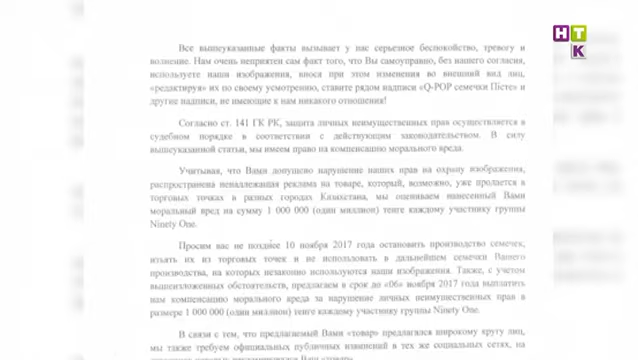 НТК
Все вышеуказанные факты вызывает у нас серьезное беспокойство, тревогу и
волнение. Нам очень неприятен сам факт того, что Вы самоуправно, без нашего согласия,
используете наши изображения, внося при этом изменения во внешний вид лиц,
«редактируя» их по своему усмотрению, ставите рядом надписи «Q-POP семечки Пісте» и
другие надписи, не имеющие к нам никакого отношения!
Согласно ст. 141 ГК РК, защита личных неимущественных прав осуществляется в
судебном порядке в соответствии с действующим законодательством. В силу
вышеуказанной статьи, мы имеем право на компенсацию морального вреда.
Учитывая, что Вами допущено нарушение наших прав на охрану изображения,
распространена ненадлежащая реклама на товаре, который, возможно, уже продается в
торговых точках в разных городах Казахстана, мы оцениваем нанесенный Вами
моральный вред на сумму 1 000 000 (один миллион) тенге каждому участнику группы
Ninety One.
Просим вас не позднее 10 ноября 2017 года остановить производство семечек,
изъять их из торговых точек и не использовать в дальнейшем семечки Вашего
производства, на которых незаконно используются наши изображения. Также, с учетом
вышеизложенных обстоятельств, предлагаем в срок до «06» ноября 2017 выплатить
нам компенсацию морального вреда за нарушение личных неимущественных прав в
размере 1 000 000 (один миллион) тенге каждому участнику группы Ninety One.
В связи с тем, что предлагаемый Вами «товар» предлагался широкому кругу лиц,
мы также требуем официальных публичных извинений в тех же социальных сетях, на